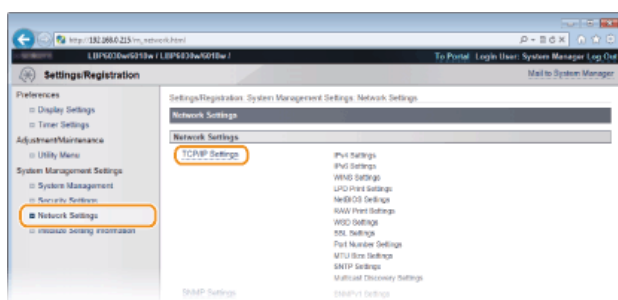 http://192.168.0.215/m_network.html
LBP6030w/6018w / LBP6030w/6018w /
To Portal Login User: System Manager Log Out
Settings/Registration
Mail to System Manager
Preferences
Display Settings
Timer Settings
Adjustment/Maintenance
Utility Menu
System Management Settings
System Management
Security Settings
Network Settings
Initialize Setting Information
Settings/Registration: System Management Settings: Network Settings
Network Settings
Network Settings
TCP/IP Settings
IPv4 Settings
IPv6 Settings
WINS Settings
LPD Print Settings
NetBIOS Settings
RAW Print Settings
WSD Settings
SSL Settings
Port Number Settings
MTU Size Settings
SNTP Settings
Multicast Discovery Settings
SNMP Settings
SNMPv1 Settings